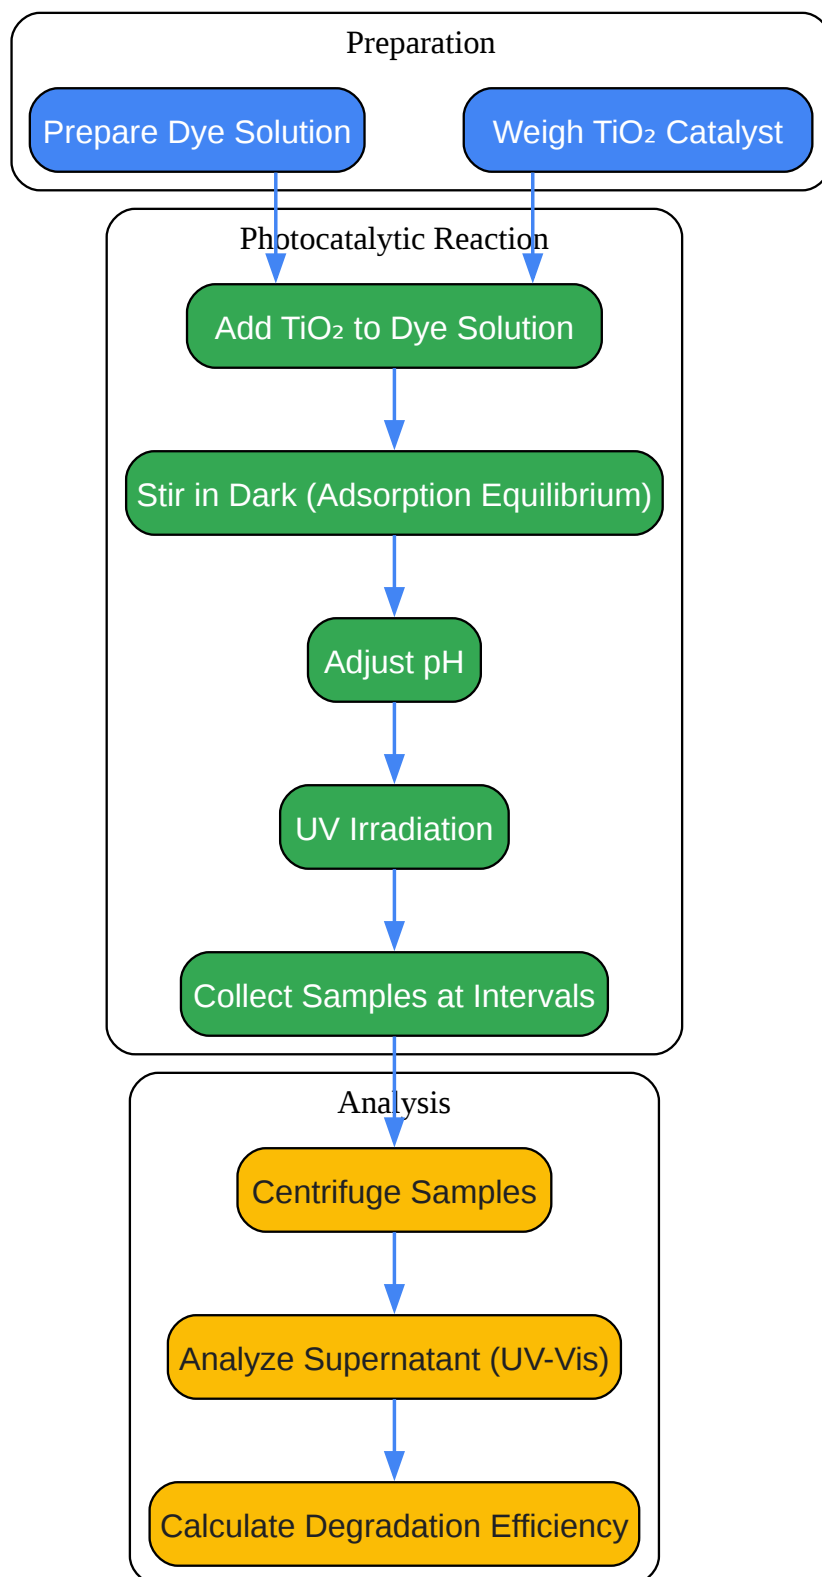 Preparation
Prepare Dye Solution
Weigh TiO₂ Catalyst
Photocatalytic Reaction
Add TiO₂ to Dye Solution
Stir in Dark (Adsorption Equilibrium)
Adjust pH
UV Irradiation
Collect Samples at Intervals
Analysis
Centrifuge Samples
Analyze Supernatant (UV-Vis)
Calculate Degradation Efficiency